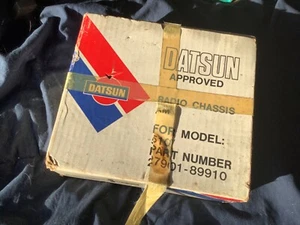 DATSUN
DATSUN
APPROVED
RADIO CHASSIS
FOR MODEL:
PART NUMBER
27901-89910